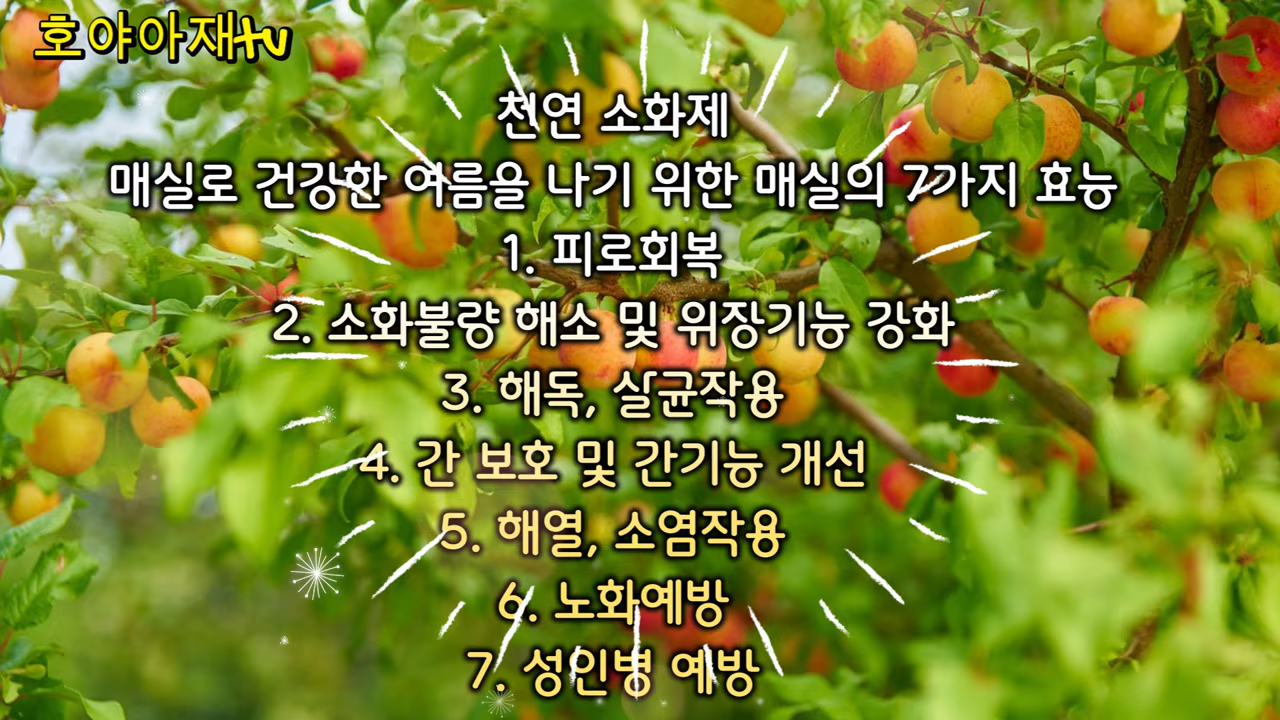 호야아재tv
천연 소화제
매실로 건강한 여름을 나기 위한 매실의 7가지 효능
1. 피로회복
2. 소화불량 해소 및 위장기능 강화
3. 해독, 살균작용
4. 간 보호 및 간기능 개선
5. 해열, 소염작용
6. 노화예방
7. 성인병 예방